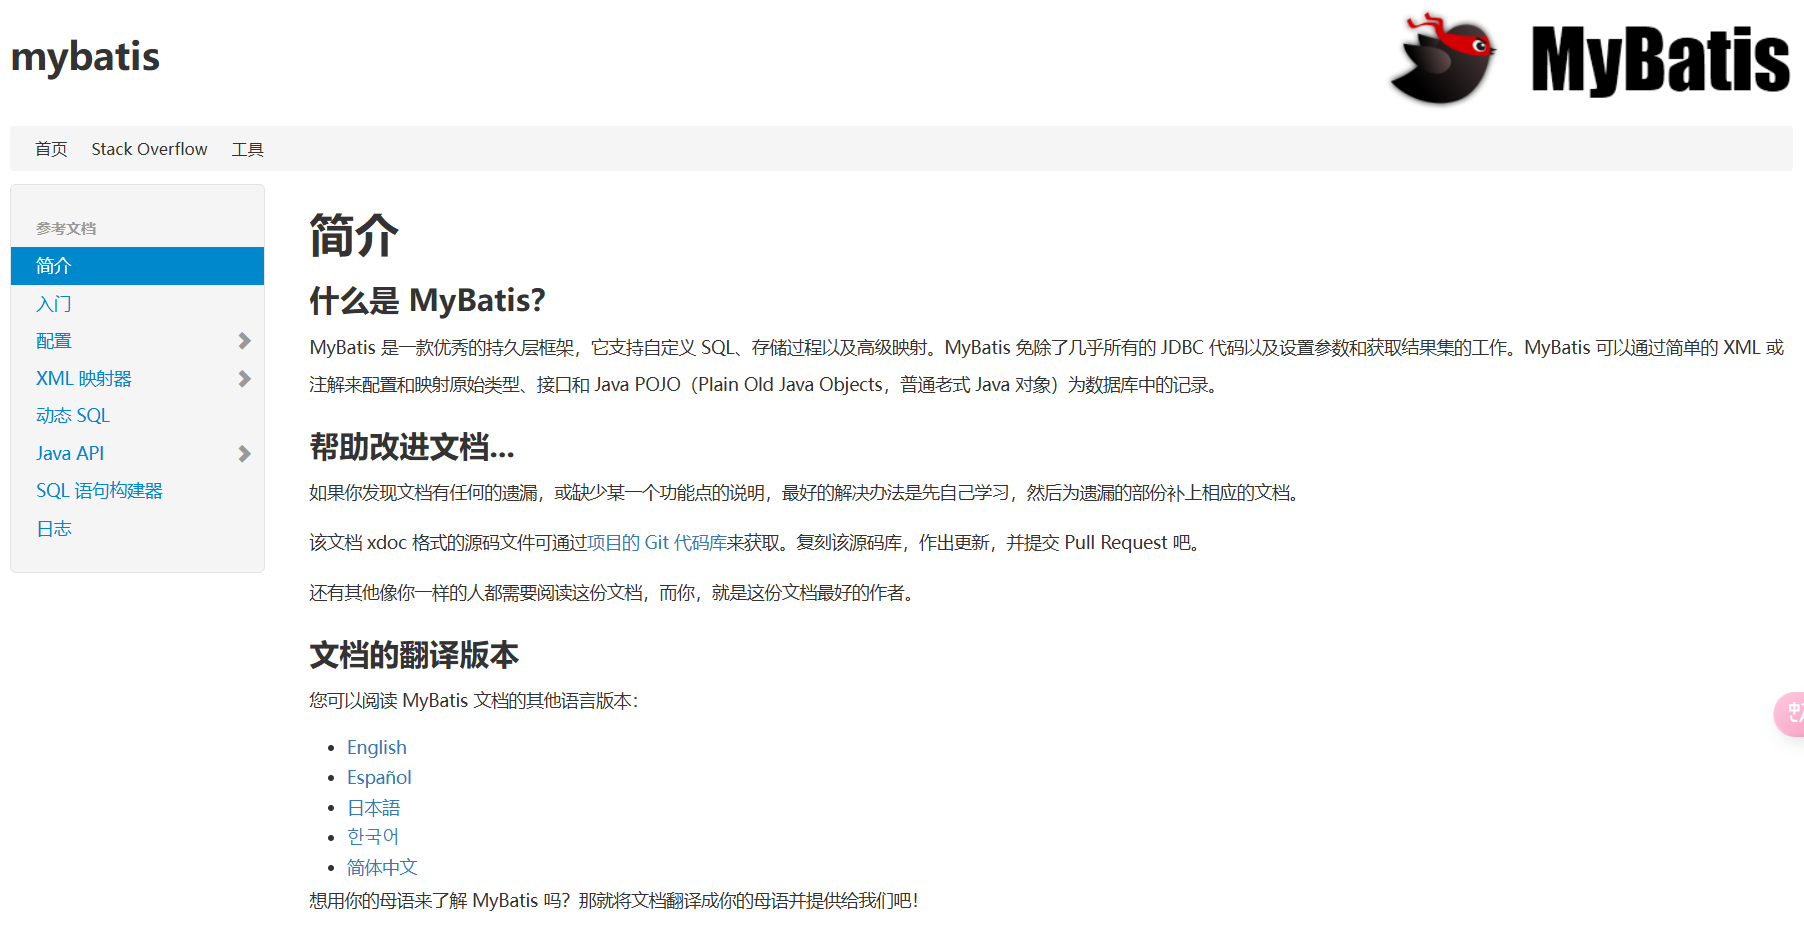 mybatis
MyBatis
首页 Stack Overflow 工具
参考文档
简介
入门
配置
XML 映射器
动态 SQL
Java API
SQL 语句构建器
日志
简介
什么是 MyBatis?
MyBatis 是一款优秀的持久层框架，它支持自定义 SQL、存储过程以及高级映射。MyBatis 免除了几乎所有的 JDBC 代码以及设置参数和获取结果集的工作。MyBatis 可以通过简单的 XML 或
注解来配置和映射原始类型、接口和 Java POJO（Plain Old Java Objects，普通老式 Java 对象）为数据库中的记录。
帮助改进文档...
如果你发现文档有任何的遗漏，或缺少某一个功能点的说明，最好的解决办法是先自己学习，然后为遗漏的部份补上相应的文档。
该文档 xdoc 格式的源码文件可通过项目的 Git 代码库来获取。复刻该源码库，作出更新，并提交 Pull Request 吧。
还有其他像你一样的人都需要阅读这份文档，而你，就是这份文档最好的作者。
文档的翻译版本
您可以阅读 MyBatis 文档的其他语言版本：
English
Español
日本語
한국어
简体中文
想用你的母语来了解 MyBatis 吗？那就将文档翻译成你的母语并提供给我们吧！
中